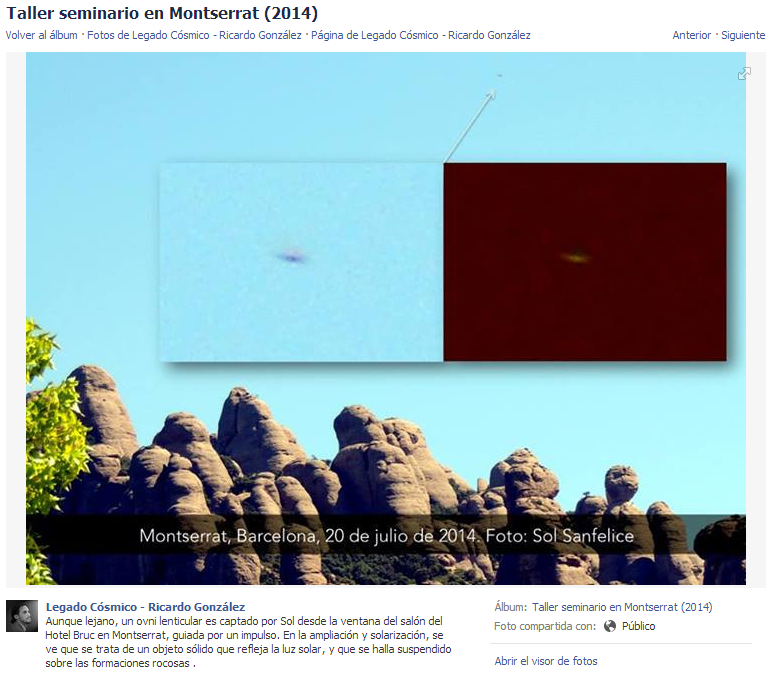 Taller seminario en Montserrat (2014)
Volver al álbum · Fotos de Legado Cósmico - Ricardo González · Página de Legado Cósmico - Ricardo González
Anterior · Siguiente
Montserrat, Barcelona, 20 de julio de 2014. Foto: Sol Sanfelice
Legado Cósmico - Ricardo González
Aunque lejano, un ovni lenticular es captado por Sol desde la ventana del salón del
Hotel Bruc en Montserrat, guiada por un impulso. En la ampliación y solarización, se
ve que se trata de un objeto sólido que refleja la luz solar, y que se halla suspendido
sobre las formaciones rocosas .
Álbum: Taller seminario en Montserrat (2014)
Foto compartida con: Público
Abrir el visor de fotos